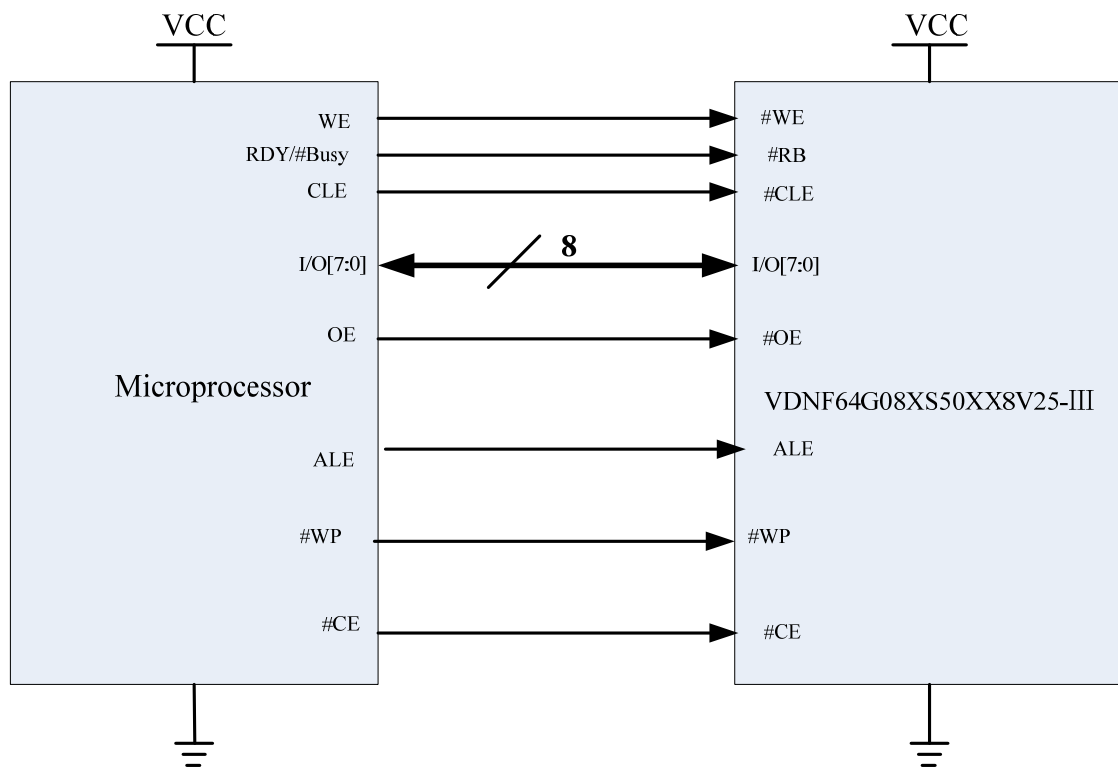 VCC
VCC
WE
#WE
RDY/#Busy
#RB
CLE
#CLE
8
I/O[7:0]
I/O[7:0]
OE
#OE
Microprocessor
VDNF64G08XS50XX8V25-III
ALE
ALE
#WP
#WP
#CE
#CE